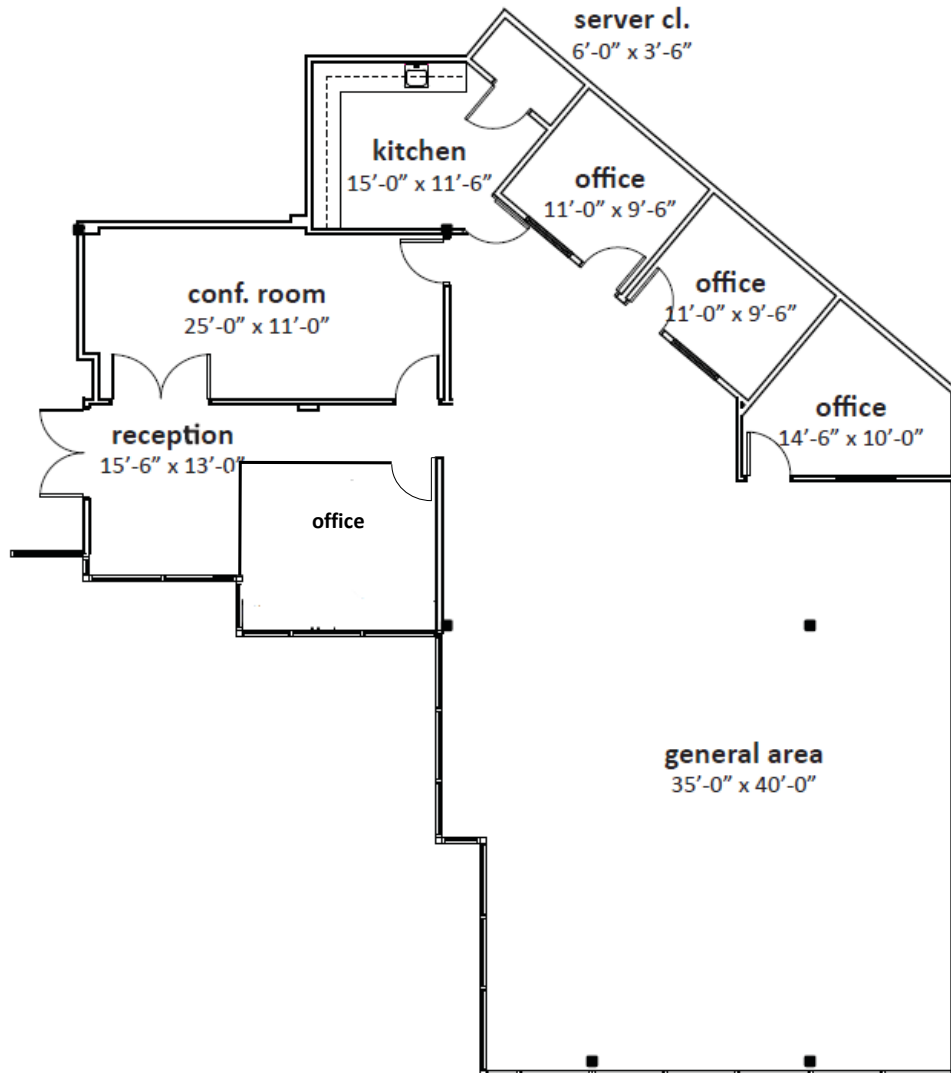 server cl.
6’-0” x 3’-6”
kitchen
15’-0” x 11’-6”
office
11’-0” x 9’-6”
office
11’-0” x 9’-6”
conf. room
25’-0” x 11’-0”
office
14’-6” x 10’-0”
reception
15’-6” x 13’-0”
office
general area
35’-0” x 40’-0”